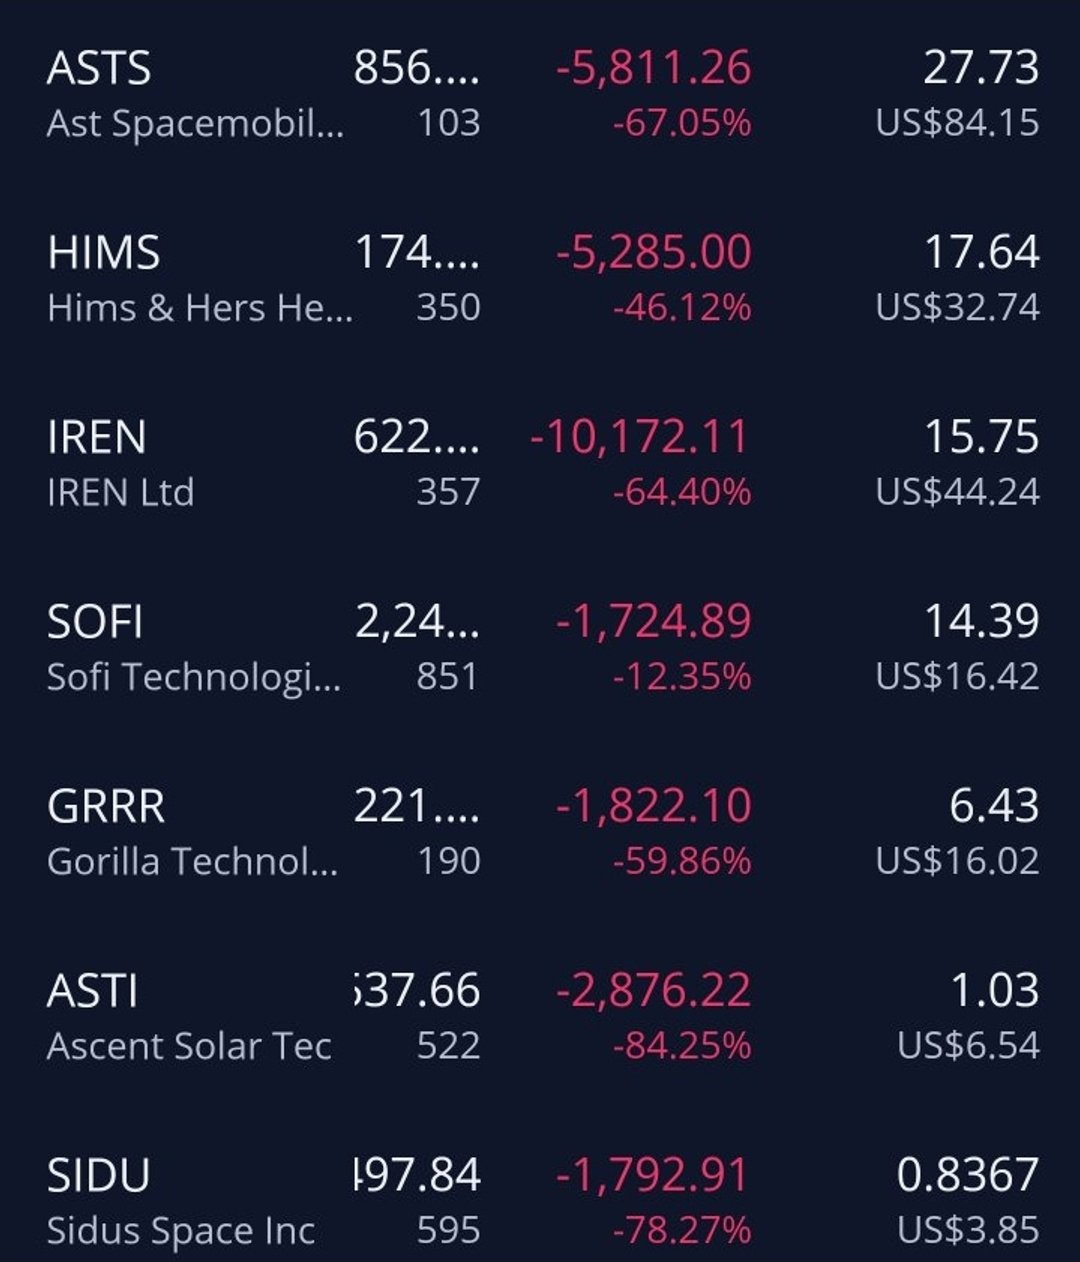 ASTS 856.... -5,811.26 27.73
Ast Spacemobil... 103 -67.05% US$84.15
HIMS 174.... -5,285.00 17.64
Hims & Hers He... 350 -46.12% US$32.74
IREN 622.... -10,172.11 15.75
IREN Ltd 357 -64.40% US$44.24
SOFI 2,24... -1,724.89 14.39
Sofi Technologi... 851 -12.35% US$16.42
GRRR 221.... -1,822.10 6.43
Gorilla Technol... 190 -59.86% US$16.02
ASTI 37.66 -2,876.22 1.03
Ascent Solar Tec 522 -84.25% US$6.54
SIDU 97.84 -1,792.91 0.8367
Sidus Space Inc 595 -78.27% US$3.85